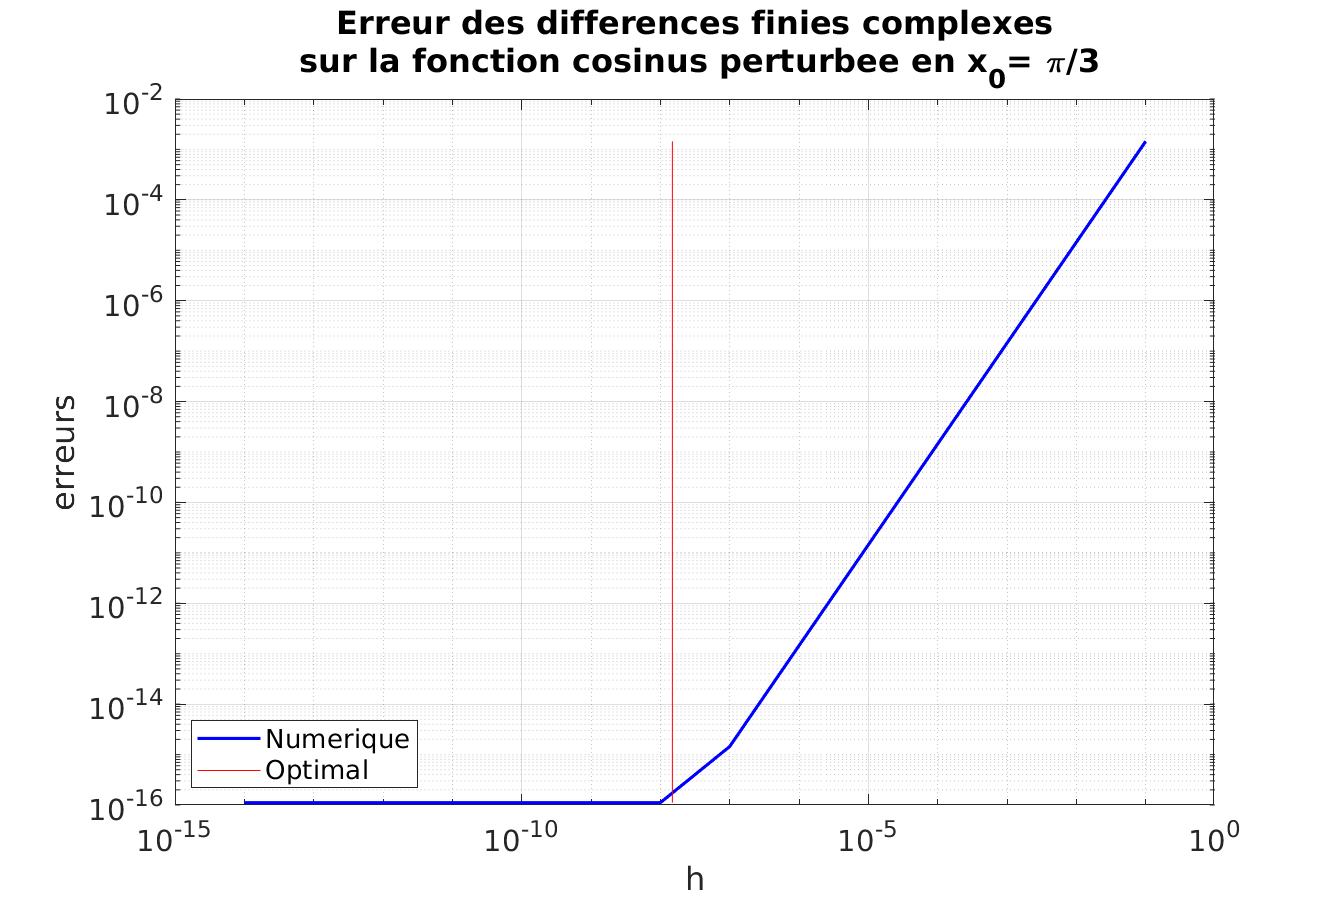 Erreur des differences finies complexes
sur la fonction cosinus perturbee en x₀= π/3
10⁻²
10⁻⁴
10⁻⁶
10⁻⁸
10⁻¹⁰
10⁻¹²
10⁻¹⁴
10⁻¹⁶
erreurs
Numerique
Optimal
10⁻¹⁵
10⁻¹⁰
10⁻⁵
10⁰
h